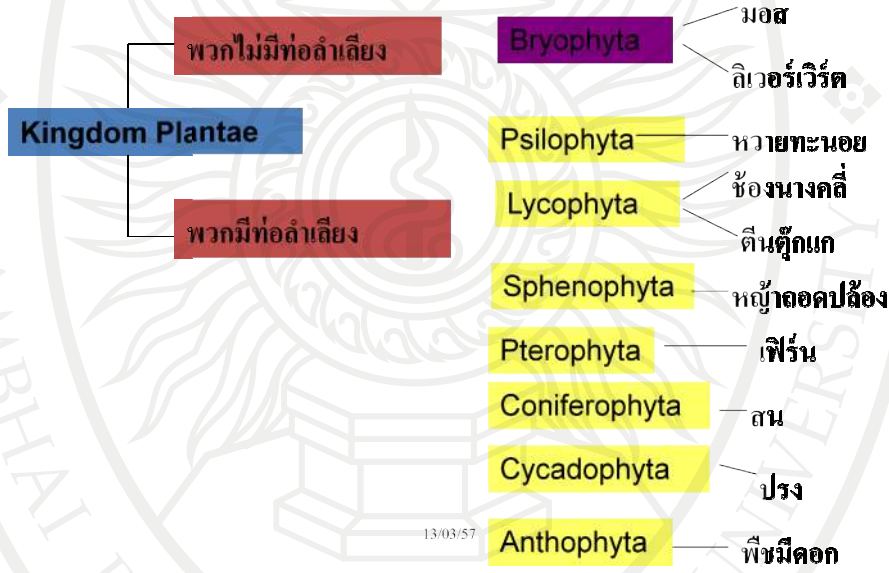 มอส
พวกไม่มีท่อลำเลียง
Bryophyta
ลิเวอร์เวิร์ต
Kingdom Plantae
Psilophyta
หวายทะนอย
ช้องนางคลี่
Lycophyta
พวกมีท่อลำเลียง
ตีนตุ๊กแก
Sphenophyta
หญ้าถอดปล้อง
Pterophyta
เฟิร์น
Coniferophyta
สน
Cycadophyta
ปรง
13/03/57
Anthophyta
พืชมีดอก
UNIVERSITY